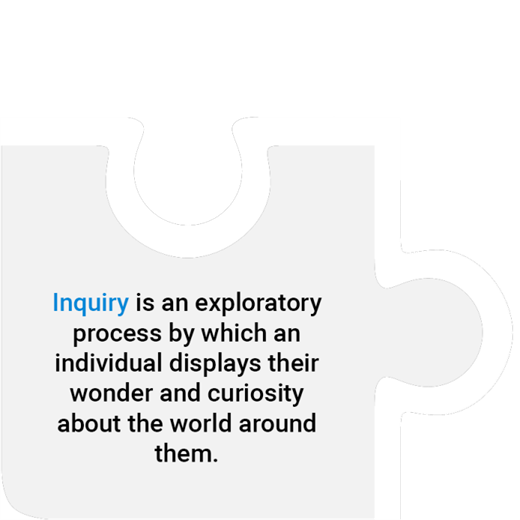 Inquiry is an exploratory
process by which an
individual displays their
wonder and curiosity
about the world around
them.